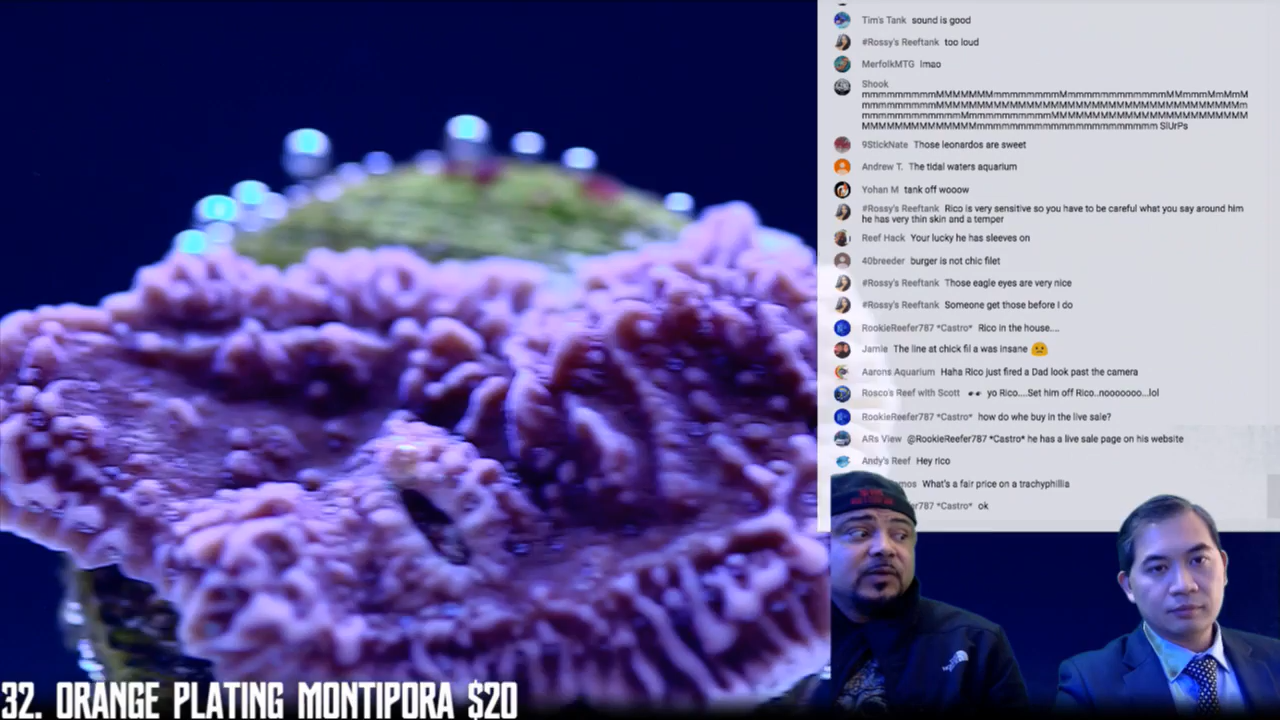 Tim's Tank sound is good
#Rossy's Reeftank too loud
MerfolkMTG lmao
Shook
9StickNate Those leonardos are sweet
Andrew T. The tidal waters aquarium
Yohan M tank off wooow
#Rossy's Reeftank Rico is very sensitive so you have to be careful what you say around him
he has very thin skin and a temper
Reef Hack Your lucky he has sleeves on
40breeder burger is not chic filet
#Rossy's Reeftank Those eagle eyes are very nice
#Rossy's Reeftank Someone get those before I do
RookieReefer787 *Castro* Rico in the house....
Jamie The line at chick fil a was insane
Aarons Aquarium Haha Rico just fired a Dad look past the camera
Rosco's Reef with Scott yo Rico....Set him off Rico..nooooooo...lol
RookieReefer787 *Castro* how do whe buy in the live sale?
ARs View @RookieReefer787 *Castro* he has a live sale page on his website
Andy's Reef Hey rico
What's a fair price on a trachyphillia
*Castro* ok
32. ORANGE PLATING MONTIPORA $20